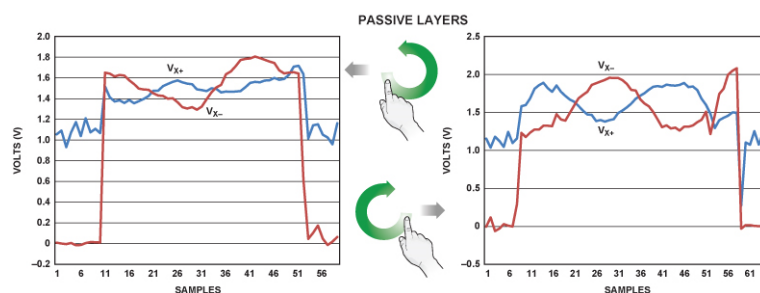 PASSIVE LAYERS
VOLTS (V)
2.0
1.8
1.6
1.4
1.2
1.0
0.8
0.6
0.4
0.2
0
–0.2
VX+
VX–
1 6 11 16 21 26 31 36 41 46 51 56
SAMPLES
VOLTS (V)
2.5
2.0
1.5
1.0
0.5
0
–0.5
VX–
VX+
1 6 11 16 21 26 31 36 41 46 51 56 61
SAMPLES